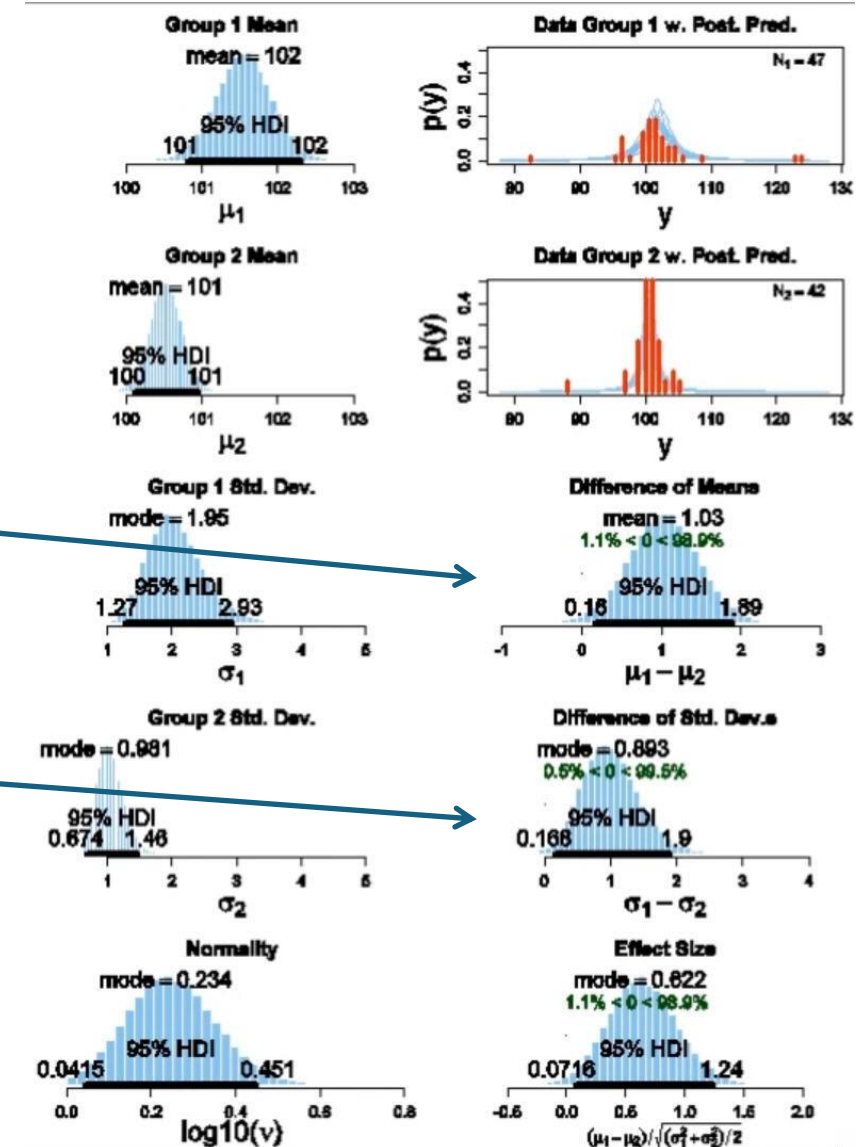 Group 1 Mean
mean = 102
95% HDI
101 102
100 101 102 103
μ1
Data Group 1 w. Post. Pred.
N1 = 47
p(y)
0.0 0.2 0.4
80 90 100 110 120 130
y
Group 2 Mean
mean = 101
95% HDI
100 101
100 101 102 103
μ2
Data Group 2 w. Post. Pred.
N2 = 42
p(y)
0.0 0.2 0.4
80 90 100 110 120 130
y
Group 1 Std. Dev.
mode = 1.95
95% HDI
1.27 2.93
1 2 3 4 5
σ1
Difference of Means
mean = 1.03
1.1% < 0 < 98.9%
95% HDI
0.16 1.89
-1 0 1 2 3
μ1 − μ2
Group 2 Std. Dev.
mode = 0.981
95% HDI
0.674 1.46
1 2 3 4 5
σ2
Difference of Std. Dev.s
mode = 0.893
0.5% < 0 < 99.5%
95% HDI
0.168 1.9
0 1 2 3 4
σ1 − σ2
Normality
mode = 0.234
95% HDI
0.0415 0.451
0.0 0.2 0.4 0.6 0.8
log10(ν)
Effect Size
mode = 0.622
1.1% < 0 < 98.9%
95% HDI
0.0716 1.24
-0.5 0.0 0.5 1.0 1.5 2.0
(μ1 − μ2)/√(σ1² + σ2²)/2